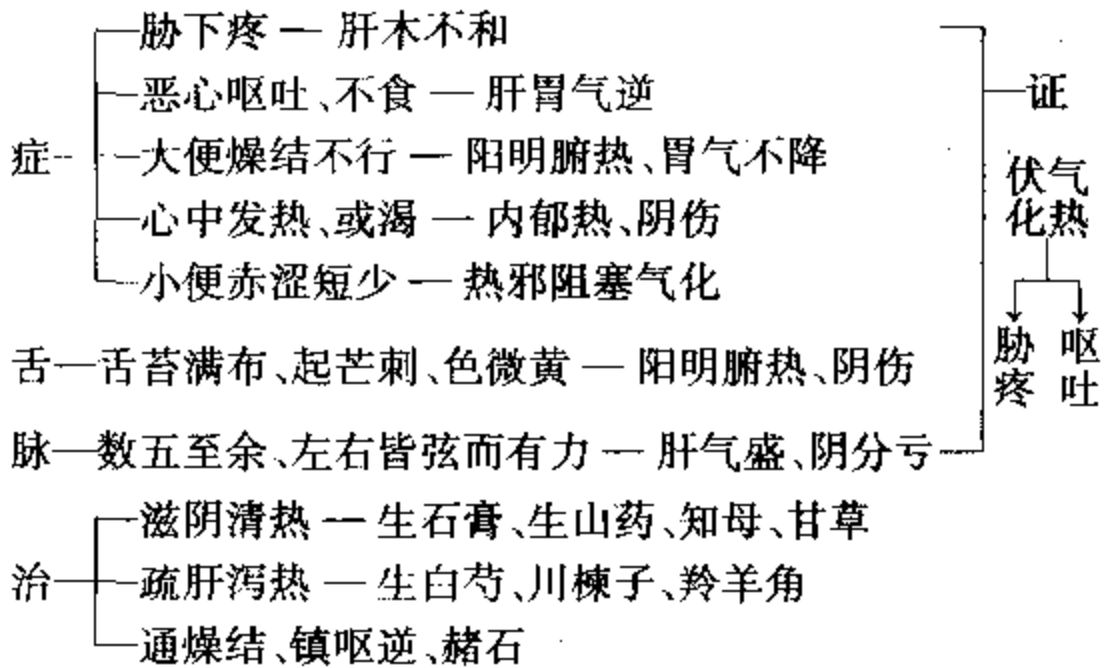 症
胁下疼 — 肝木不和
恶心呕吐、不食 — 肝胃气逆
大便燥结不行 — 阳明腑热、胃气不降
心中发热、或渴 — 内郁热、阴伤
小便赤涩短少 — 热邪阻塞气化
舌—舌苔满布、起芒刺、色微黄 — 阳明腑热、阴伤
脉—数五至余、左右皆弦而有力 — 肝气盛、阴分亏
证
伏气
化热
胁疼
呕吐
治
滋阴清热 — 生石膏、生山药、知母、甘草
疏肝泻热 — 生白芍、川楝子、羚羊角
通燥结、镇呕逆、赭石